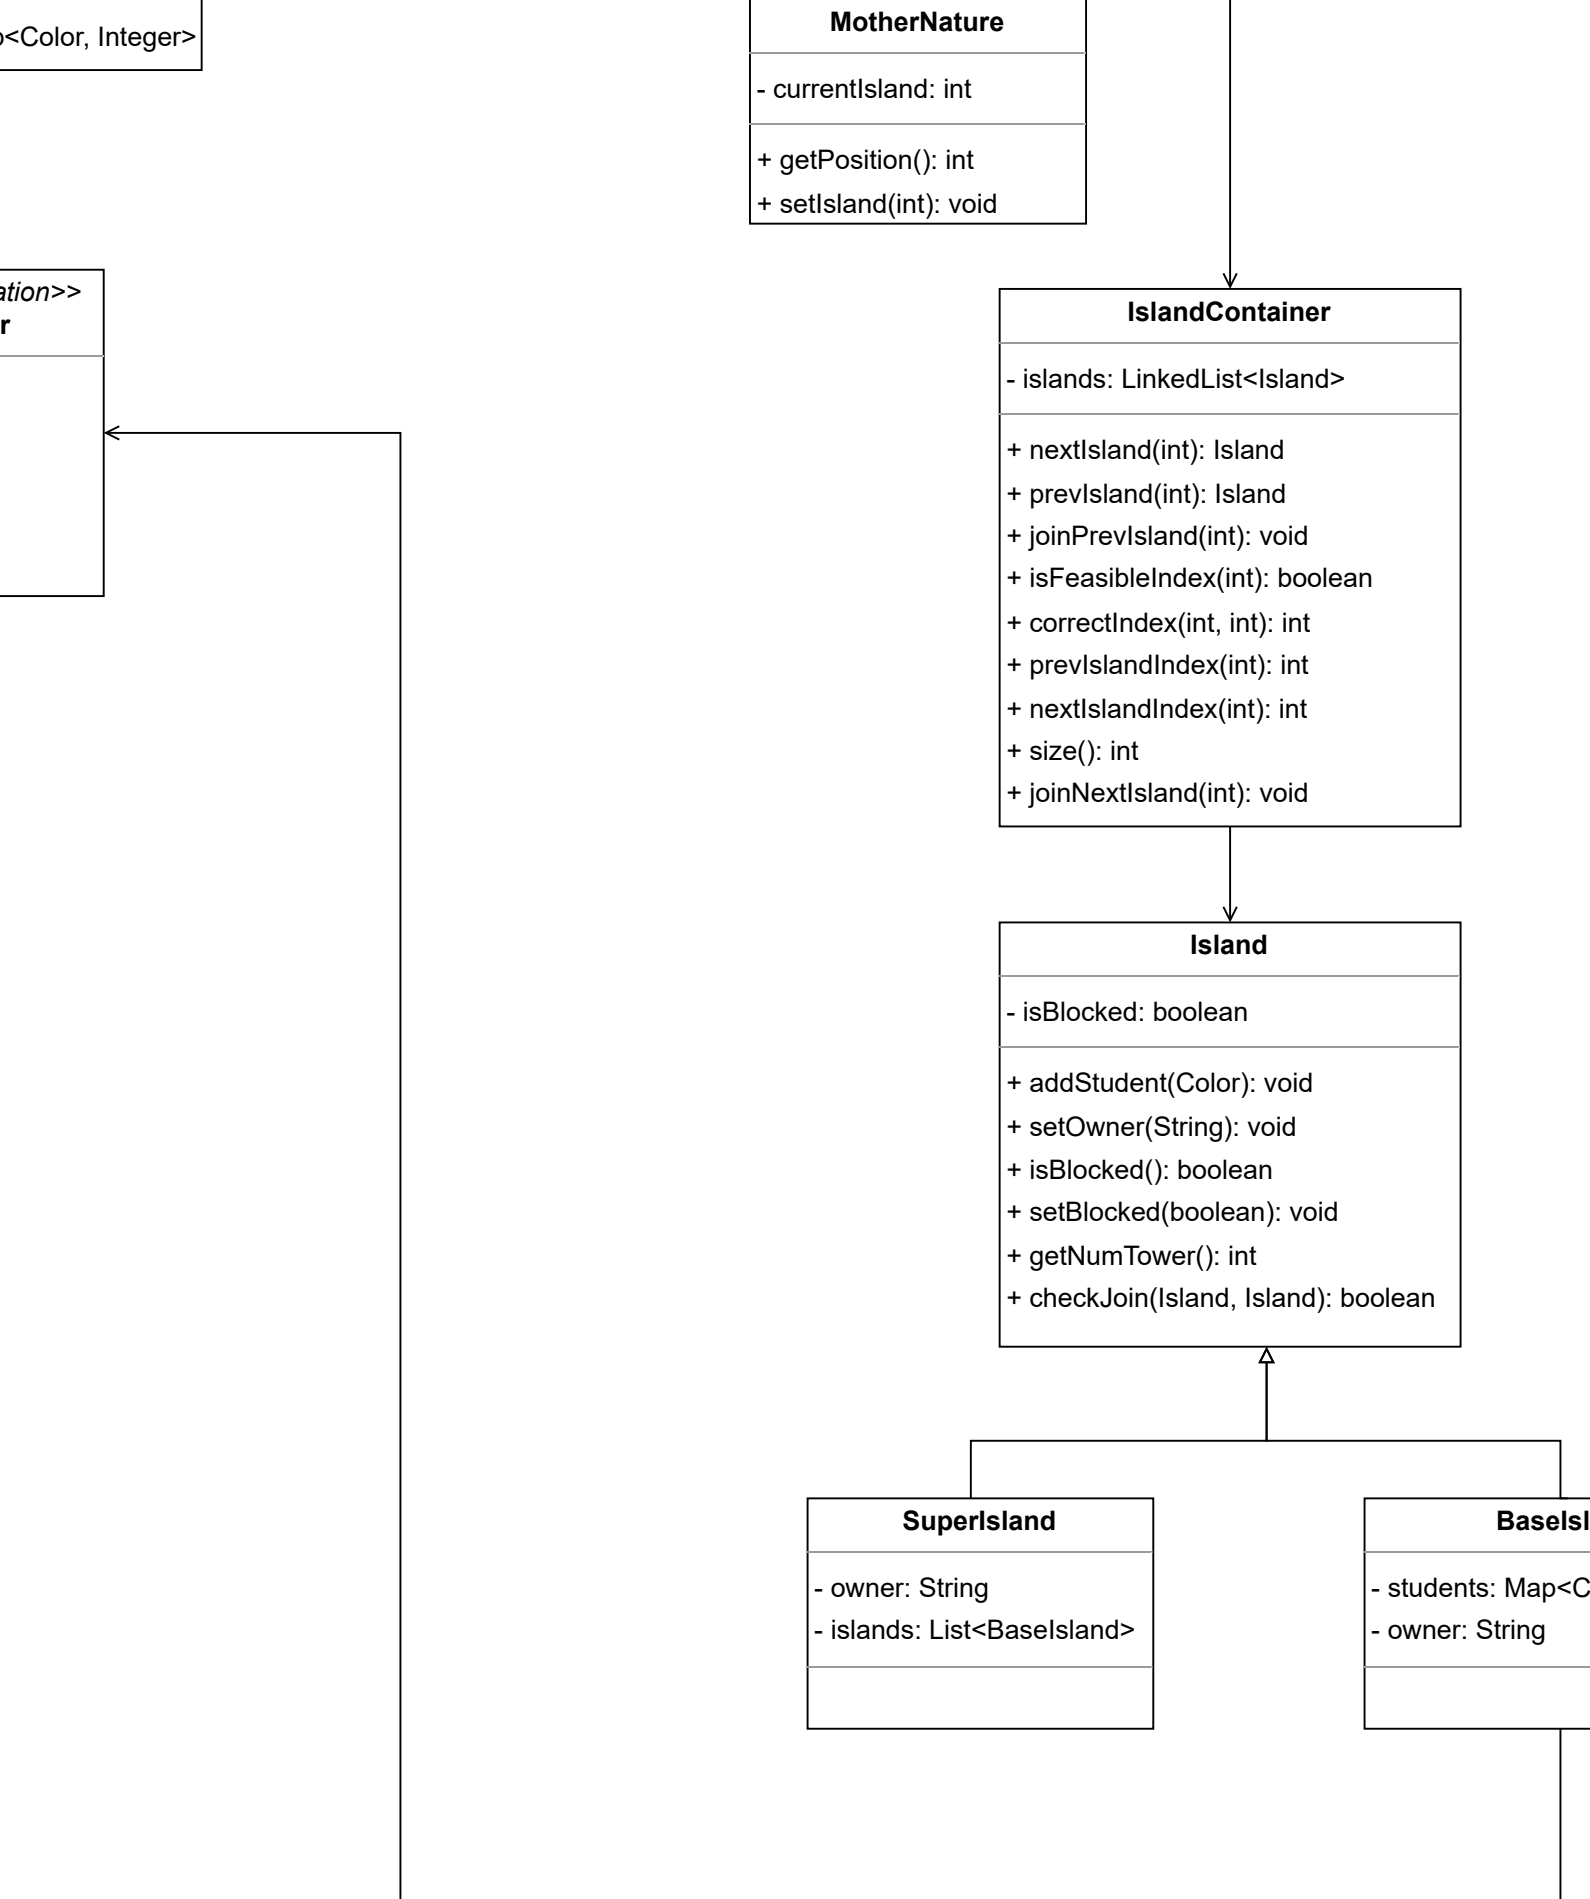 <Color, Integer>
MotherNature
- currentIsland: int
+ getPosition(): int
+ setIsland(int): void
ation>>
r
IslandContainer
- islands: LinkedList<Island>
+ nextIsland(int): Island
+ prevIsland(int): Island
+ joinPrevIsland(int): void
+ isFeasibleIndex(int): boolean
+ correctIndex(int, int): int
+ prevIslandIndex(int): int
+ nextIslandIndex(int): int
+ size(): int
+ joinNextIsland(int): void
Island
- isBlocked: boolean
+ addStudent(Color): void
+ setOwner(String): void
+ isBlocked(): boolean
+ setBlocked(boolean): void
+ getNumTower(): int
+ checkJoin(Island, Island): boolean
SuperIsland
- owner: String
- islands: List<BaseIsland>
BaseIsl
- students: Map<C
- owner: String